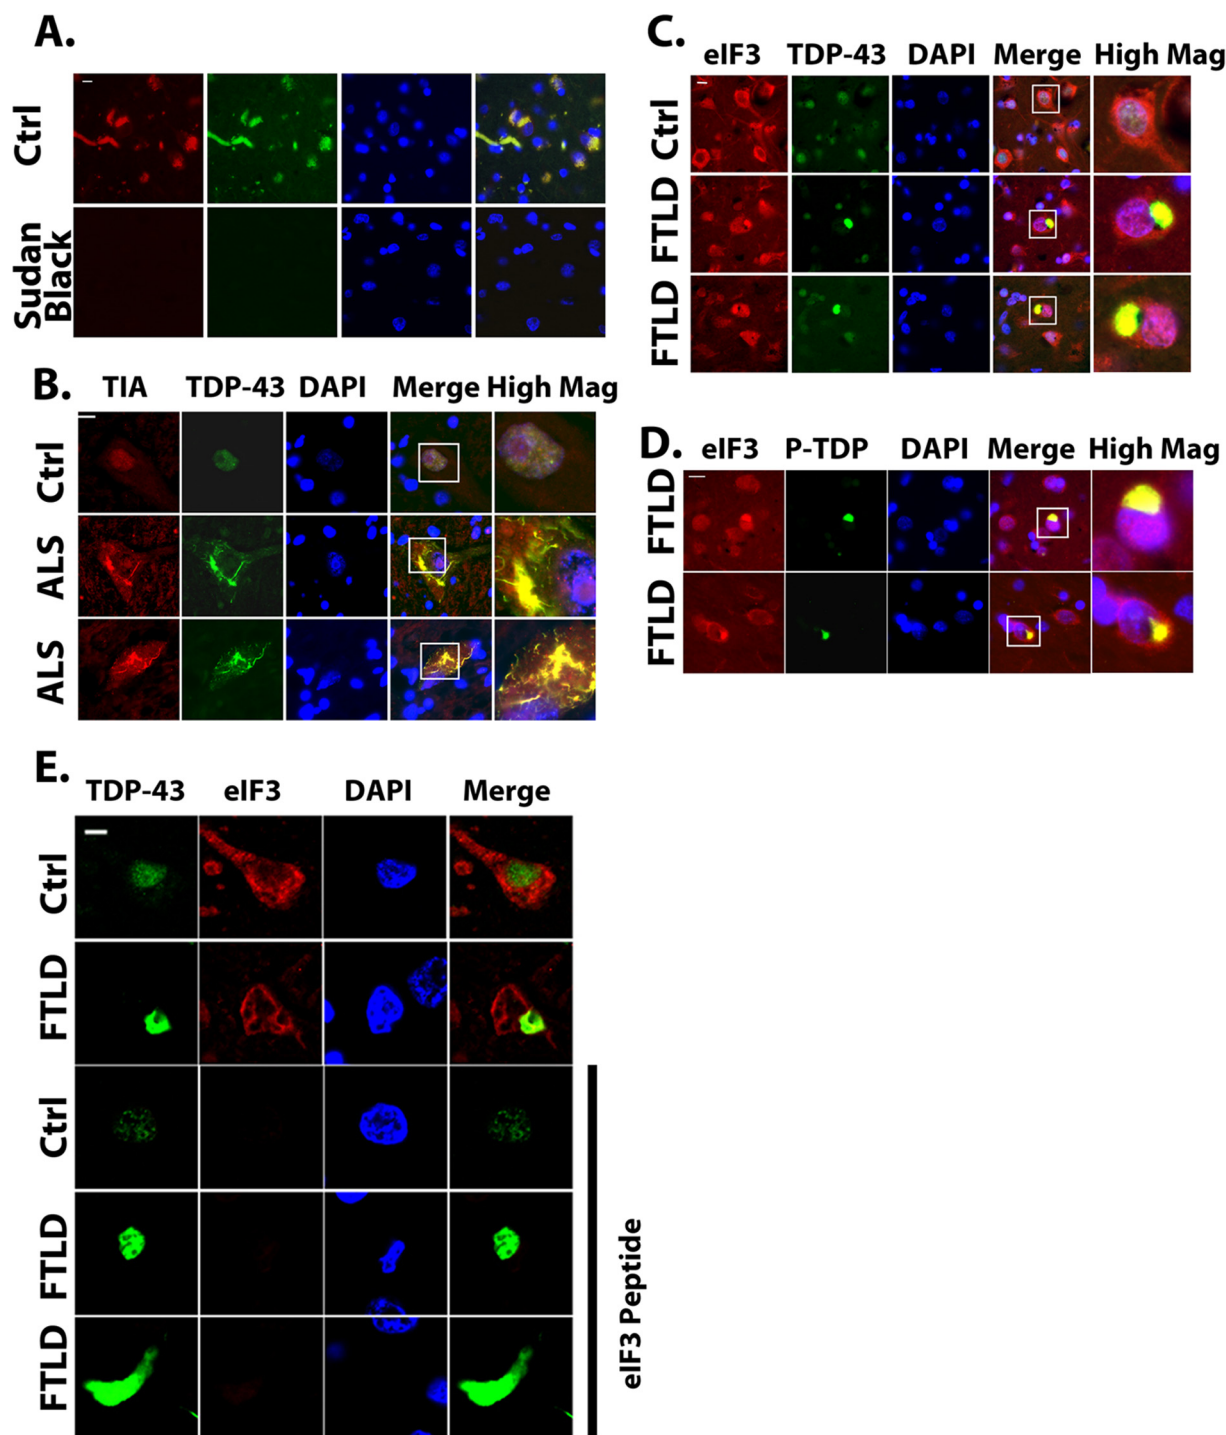 A.
Ctrl
Sudan
Black
B.
TIA TDP-43 DAPI Merge High Mag
Ctrl
ALS
ALS
C.
eIF3 TDP-43 DAPI Merge High Mag
Ctrl
FTLD
FTLD
D.
eIF3 P-TDP DAPI Merge High Mag
FTLD
FTLD
E.
TDP-43 eIF3 DAPI Merge
Ctrl
FTLD
Ctrl
FTLD
FTLD
eIF3 Peptide